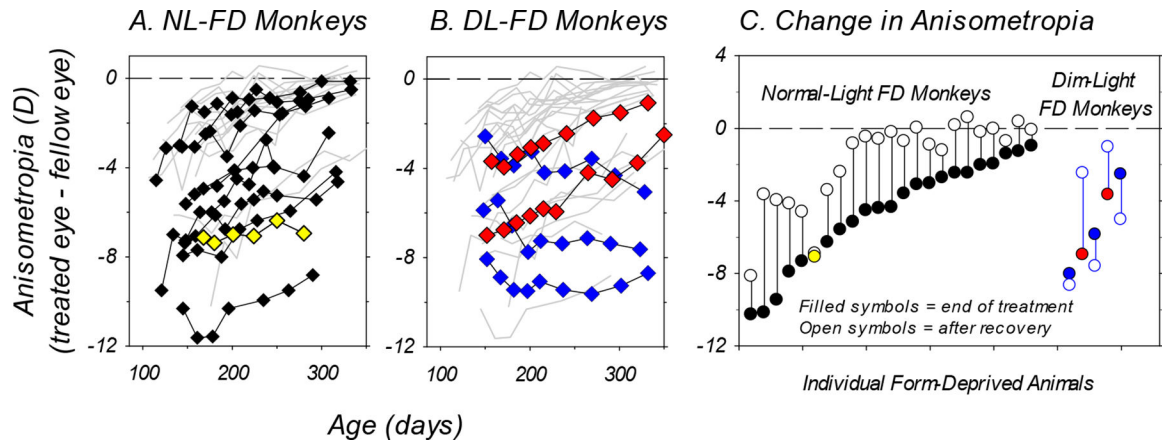 A. NL-FD Monkeys
B. DL-FD Monkeys
C. Change in Anisometropia
Anisometropia (D)
(treated eye - fellow eye)
0
-4
-8
-12
100
200
300
0
-4
-8
-12
100
200
300
Age (days)
4
0
-4
-8
-12
Normal-Light FD Monkeys
Dim-Light
FD Monkeys
Filled symbols = end of treatment
Open symbols = after recovery
Individual Form-Deprived Animals